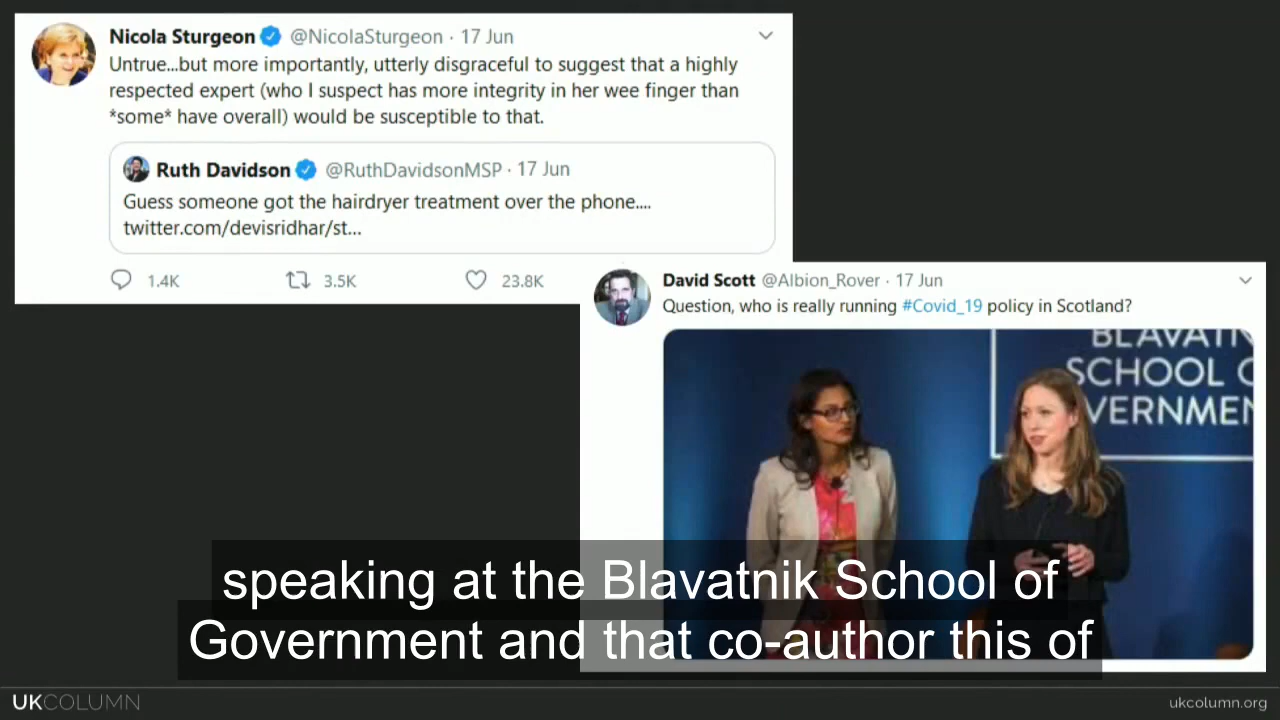 Nicola Sturgeon @NicolaSturgeon · 17 Jun
Untrue...but more importantly, utterly disgraceful to suggest that a highly
respected expert (who I suspect has more integrity in her wee finger than
*some* have overall) would be susceptible to that.
Ruth Davidson @RuthDavidsonMSP · 17 Jun
Guess someone got the hairdryer treatment over the phone....
twitter.com/devisridhar/st...
1.4K 3.5K 23.8K
David Scott @Albion_Rover · 17 Jun
Question, who is really running #Covid_19 policy in Scotland?
BLAVATN
SCHOOL O
VERNMEN
speaking at the Blavatnik School of
Government and that co-author this of
UKCOLUMN
ukcolumn.org